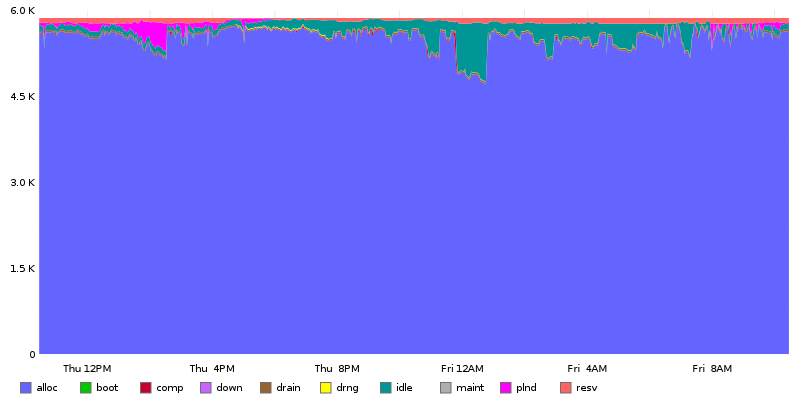 6.0 K
4.5 K
3.0 K
1.5 K
0
Thu 12PM Thu 4PM Thu 8PM Fri 12AM Fri 4AM Fri 8AM
alloc boot comp down drain drng idle maint plnd resv